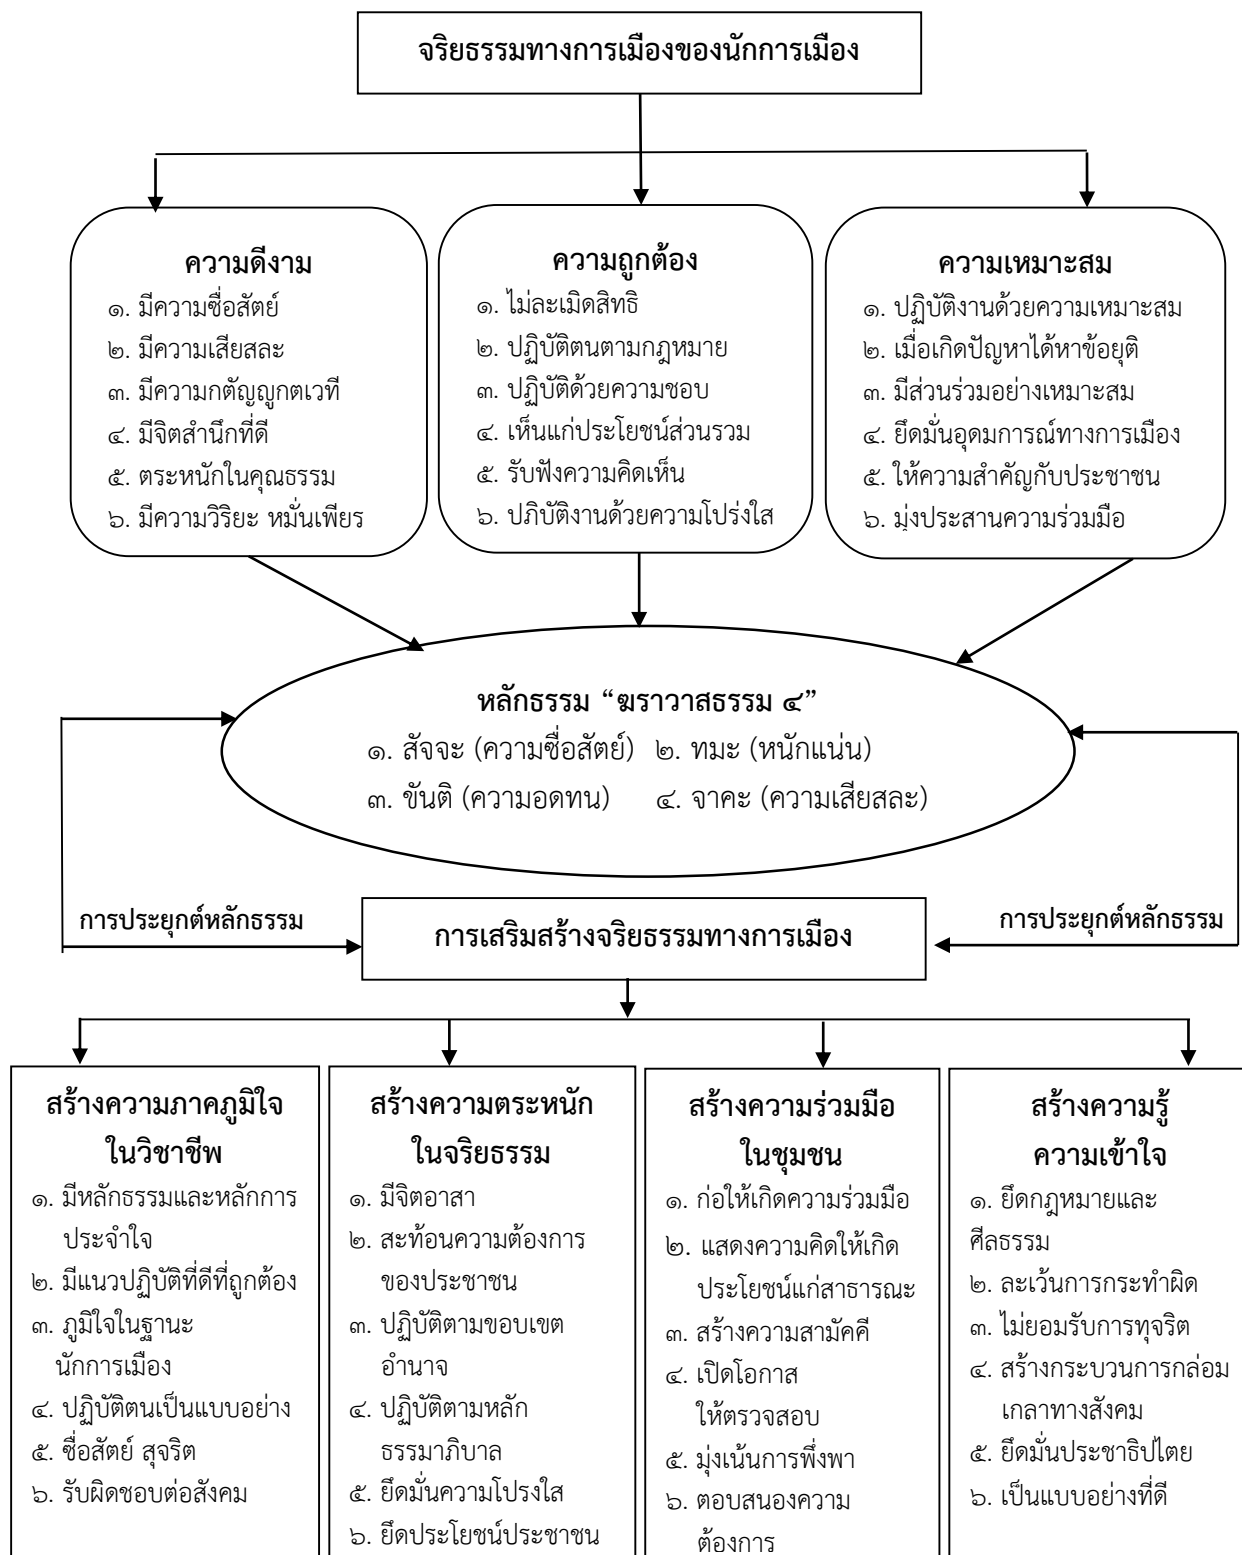 จริยธรรมทางการเมืองของนักการเมือง
ความดีงาม
๑. มีความซื่อสัตย์
๒. มีความเสียสละ
๓. มีความกตัญญูกตเวที
๔. มีจิตสำนึกที่ดี
๕. ตระหนักในคุณธรรม
๖. มีความวิริยะ หมั่นเพียร
ความถูกต้อง
๑. ไม่ละเมิดสิทธิ
๒. ปฏิบัติตนตามกฎหมาย
๓. ปฏิบัติด้วยความชอบ
๔. เห็นแก่ประโยชน์ส่วนรวม
๕. รับฟังความคิดเห็น
๖. ปฏิบัติงานด้วยความโปร่งใส
ความเหมาะสม
๑. ปฏิบัติงานด้วยความเหมาะสม
๒. เมื่อเกิดปัญหาได้หาข้อยุติ
๓. มีส่วนร่วมอย่างเหมาะสม
๔. ยึดมั่นอุดมการณ์ทางการเมือง
๕. ให้ความสำคัญกับประชาชน
๖. มุ่งประสานความร่วมมือ
หลักธรรม “ฆราวาสธรรม ๔”
๑. สัจจะ (ความซื่อสัตย์) ๒. ทมะ (หนักแน่น)
๓. ขันติ (ความอดทน) ๔. จาคะ (ความเสียสละ)
การประยุกต์หลักธรรม
การเสริมสร้างจริยธรรมทางการเมือง
การประยุกต์หลักธรรม
สร้างความภาคภูมิใจ
ในวิชาชีพ
๑. มีหลักธรรมและหลักการ
ประจำใจ
๒. มีแนวปฏิบัติที่ดีที่ถูกต้อง
๓. ภูมิใจในฐานะ
นักการเมือง
๔. ปฏิบัติตนเป็นแบบอย่าง
๕. ซื่อสัตย์ สุจริต
๖. รับผิดชอบต่อสังคม
สร้างความตระหนัก
ในจริยธรรม
๑. มีจิตอาสา
๒. สะท้อนความต้องการ
ของประชาชน
๓. ปฏิบัติตามขอบเขต
อำนาจ
๔. ปฏิบัติตามหลัก
ธรรมาภิบาล
๕. ยึดมั่นความโปรงใส
๖. ยึดประโยชน์ประชาชน
สร้างความร่วมมือ
ในชุมชน
๑. ก่อให้เกิดความร่วมมือ
๒. แสดงความคิดให้เกิด
ประโยชน์แก่สาธารณะ
๓. สร้างความสามัคคี
๔. เปิดโอกาส
ให้ตรวจสอบ
๕. มุ่งเน้นการพึ่งพา
๖. ตอบสนองความ
ต้องการ
สร้างความรู้
ความเข้าใจ
๑. ยึดกฎหมายและ
ศีลธรรม
๒. ละเว้นการกระทำผิด
๓. ไม่ยอมรับการทุจริต
๔. สร้างกระบวนการกล่อม
เกลาทางสังคม
๕. ยึดมั่นประชาธิปไตย
๖. เป็นแบบอย่างที่ดี